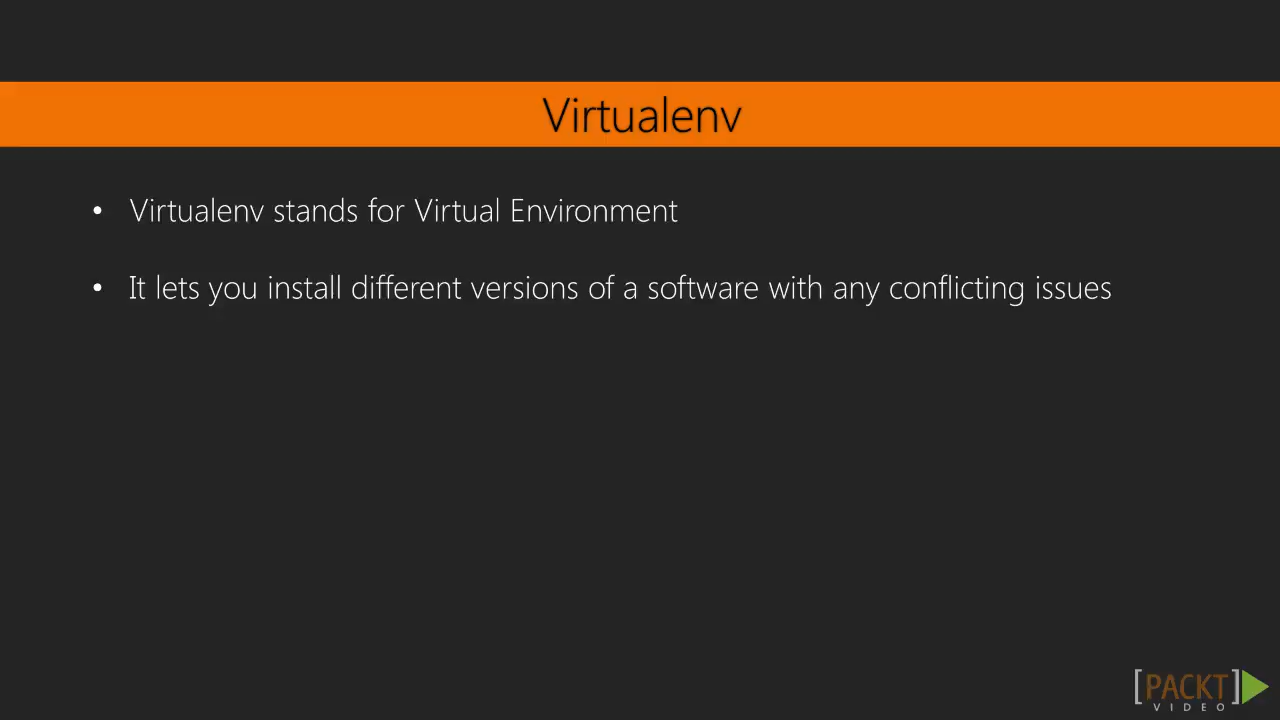 Virtualenv
• Virtualenv stands for Virtual Environment
• It lets you install different versions of a software with any conflicting issues
[PACKT]
VIDEO